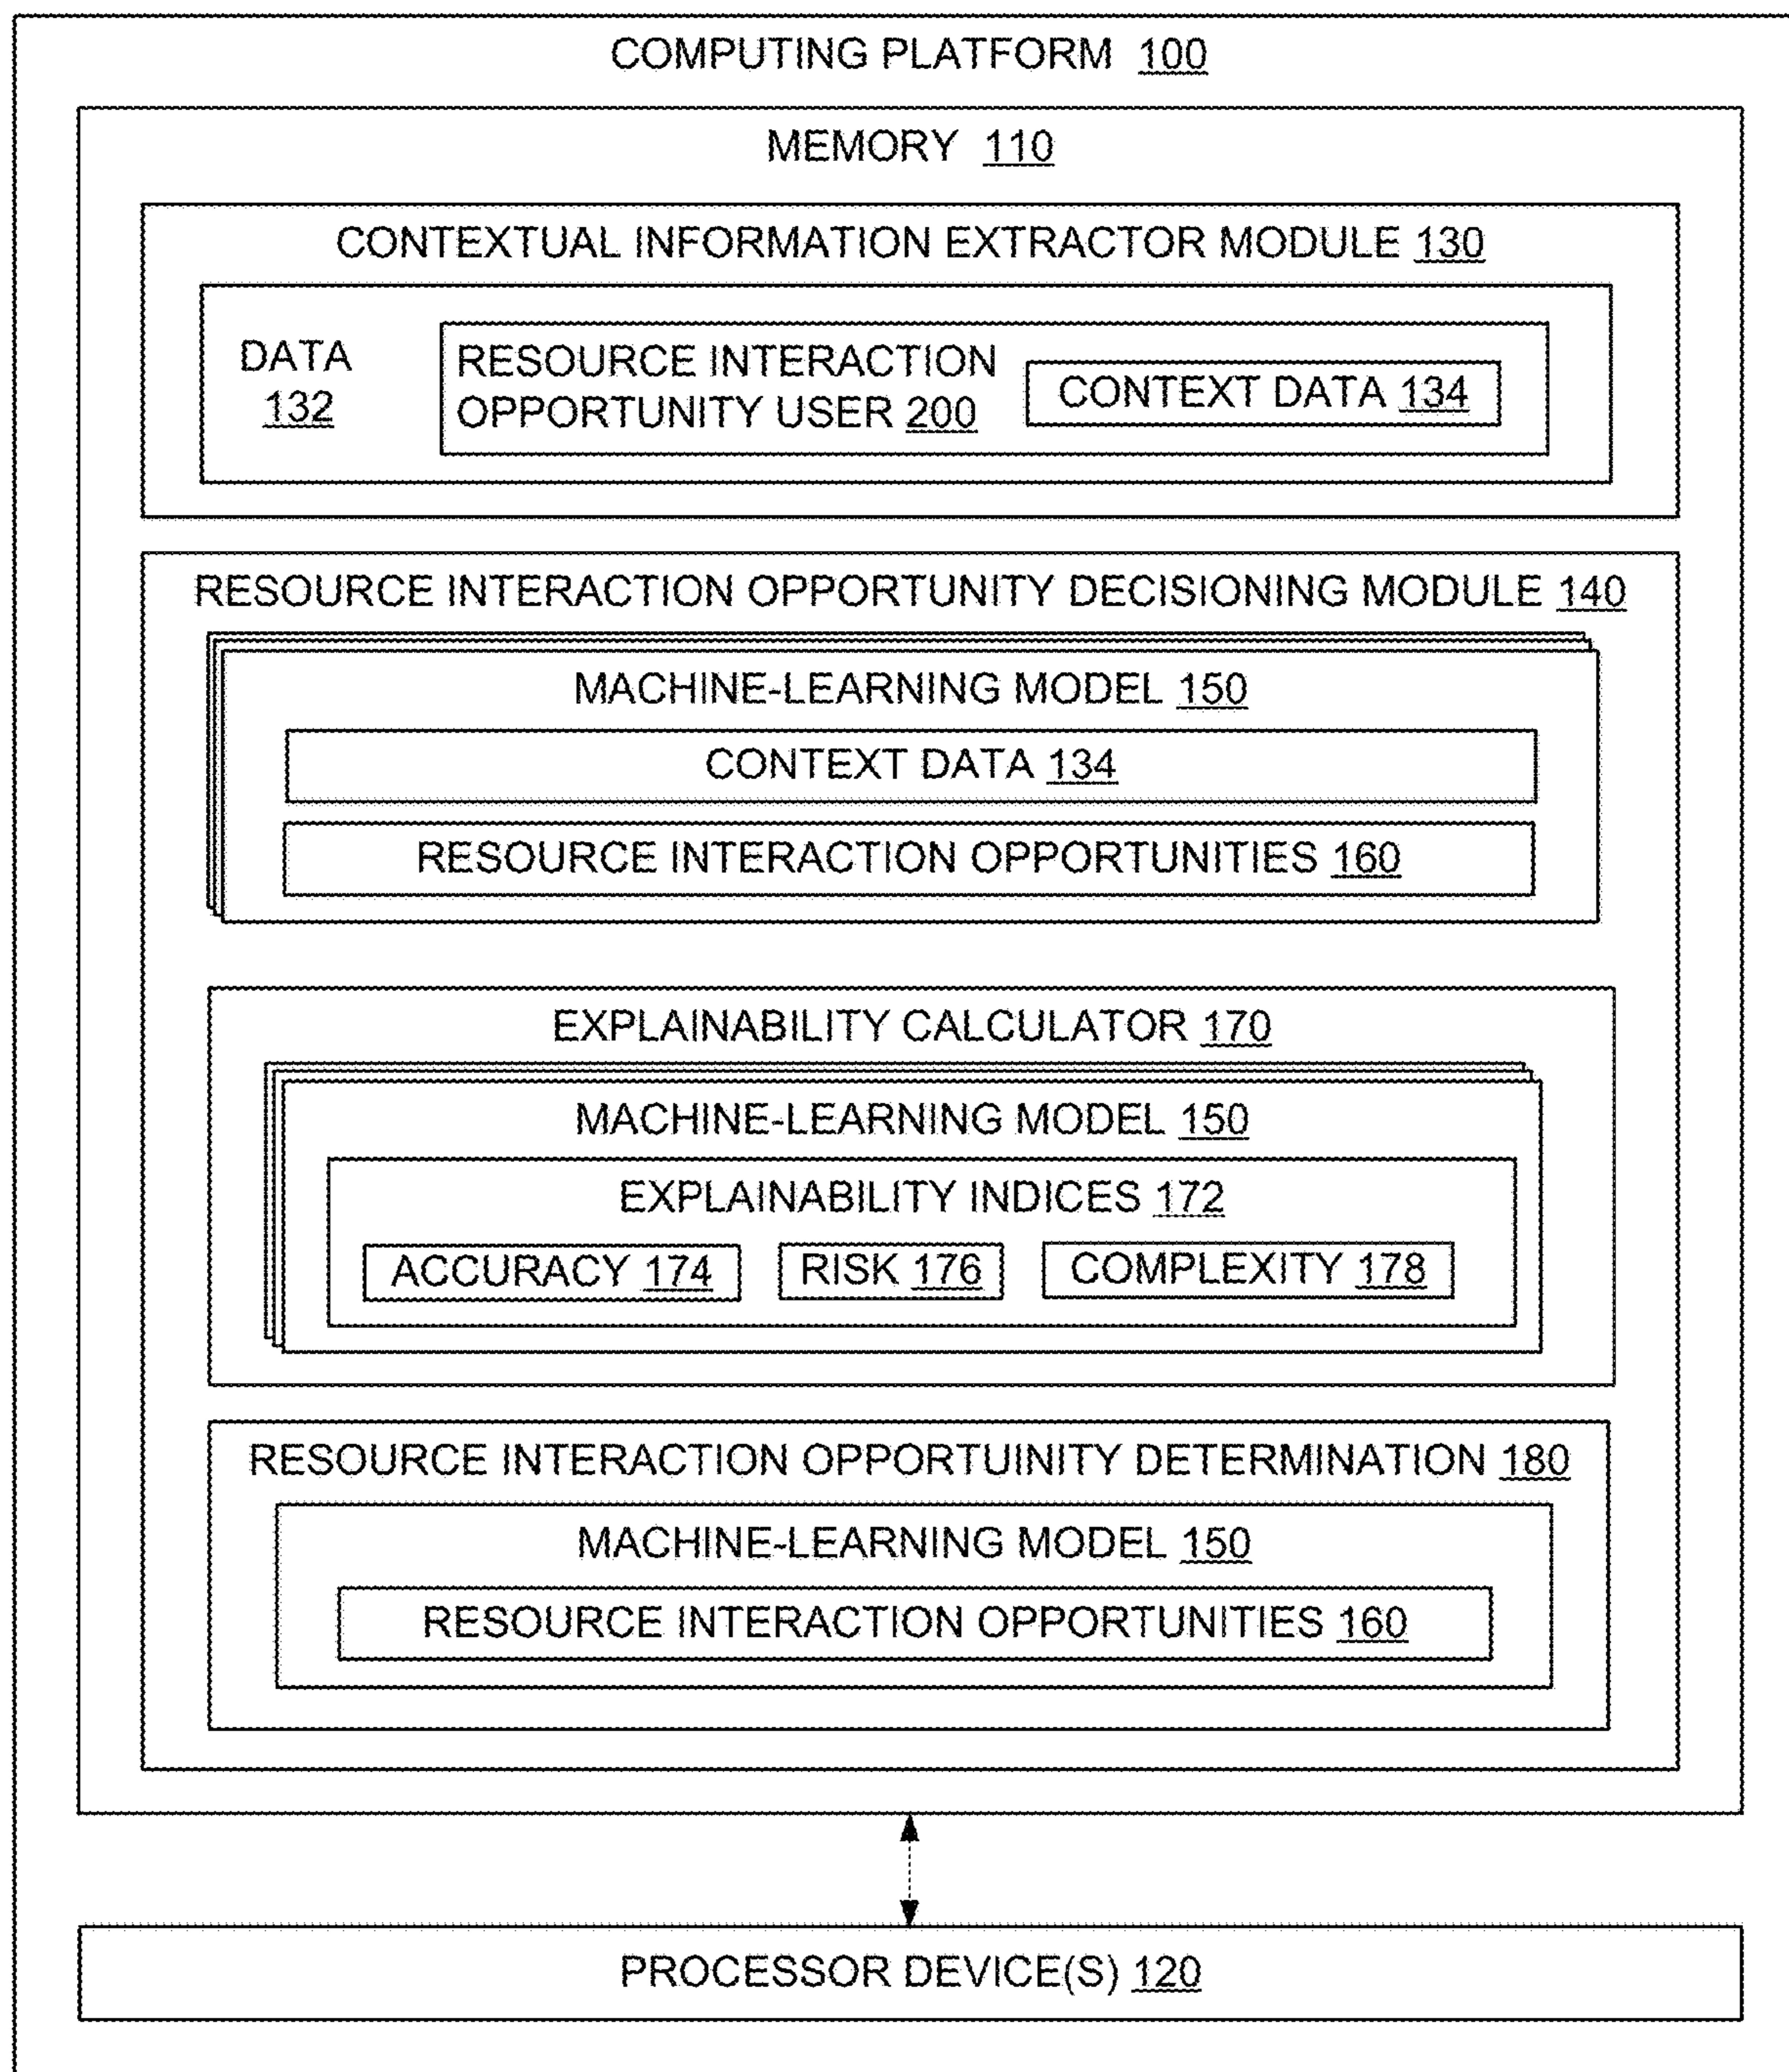 COMPUTING PLATFORM 100
MEMORY 110
CONTEXTUAL INFORMATION EXTRACTOR MODULE 130
DATA
132
RESOURCE INTERACTION
OPPORTUNITY USER 200
CONTEXT DATA 134
RESOURCE INTERACTION OPPORTUNITY DECISIONING MODULE 140
MACHINE-LEARNING MODEL 150
CONTEXT DATA 134
RESOURCE INTERACTION OPPORTUNITIES 160
EXPLAINABILITY CALCULATOR 170
MACHINE-LEARNING MODEL 150
EXPLAINABILITY INDICES 172
ACCURACY 174
RISK 176
COMPLEXITY 178
RESOURCE INTERACTION OPPORTUINITY DETERMINATION 180
MACHINE-LEARNING MODEL 150
RESOURCE INTERACTION OPPORTUNITIES 160
PROCESSOR DEVICE(S) 120